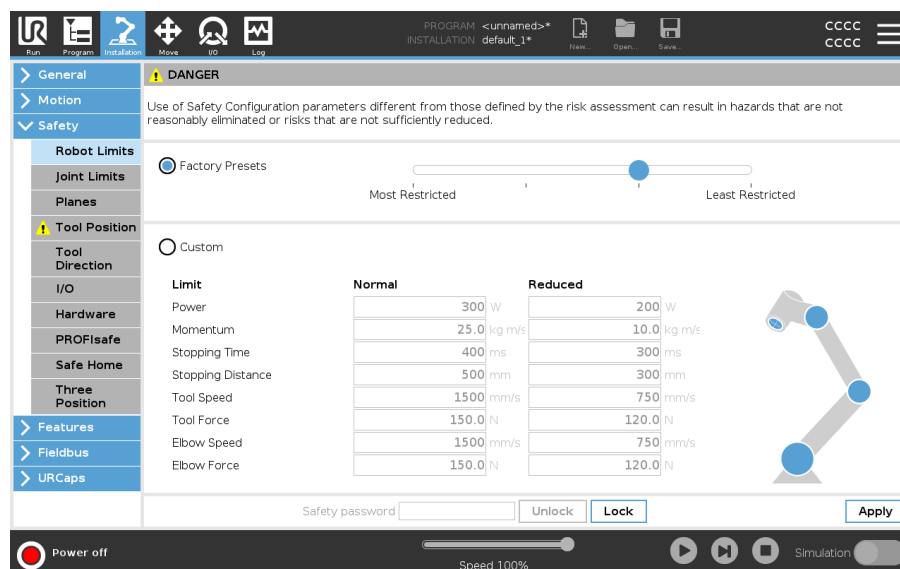 PROGRAM <unnamed>*
INSTALLATION default_1*
CCCC
CCCC
Run Program Installation Move I/O Log New... Open... Save...
General
Motion
Safety
Robot Limits
Joint Limits
Planes
Tool Position
Tool
Direction
I/O
Hardware
PROFIsafe
Safe Home
Three
Position
Features
Fieldbus
URCaps
DANGER
Use of Safety Configuration parameters different from those defined by the risk assessment can result in hazards that are not
reasonably eliminated or risks that are not sufficiently reduced.
Factory Presets
Most Restricted Least Restricted
Custom
Limit Normal Reduced
Power 300 W 200 W
Momentum 25.0 kg m/s 10.0 kg m/s
Stopping Time 400 ms 300 ms
Stopping Distance 500 mm 300 mm
Tool Speed 1500 mm/s 750 mm/s
Tool Force 150.0 N 120.0 N
Elbow Speed 1500 mm/s 750 mm/s
Elbow Force 150.0 N 120.0 N
Safety password Unlock Lock Apply
Power off
Speed 100%
Simulation